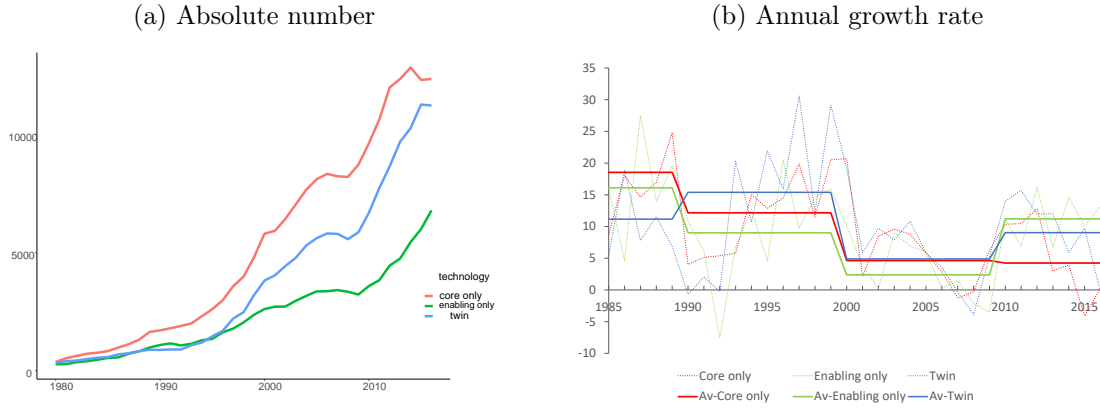 (a) Absolute number
10000
5000
0
1980
1990
2000
2010
technology
core only
enabling only
twin
(b) Annual growth rate
35
30
25
20
15
10
5
0
-5
-10
1985
1990
1995
2000
2005
2010
2015
Core only
Enabling only
Twin
Av-Core only
Av-Enabling only
Av-Twin